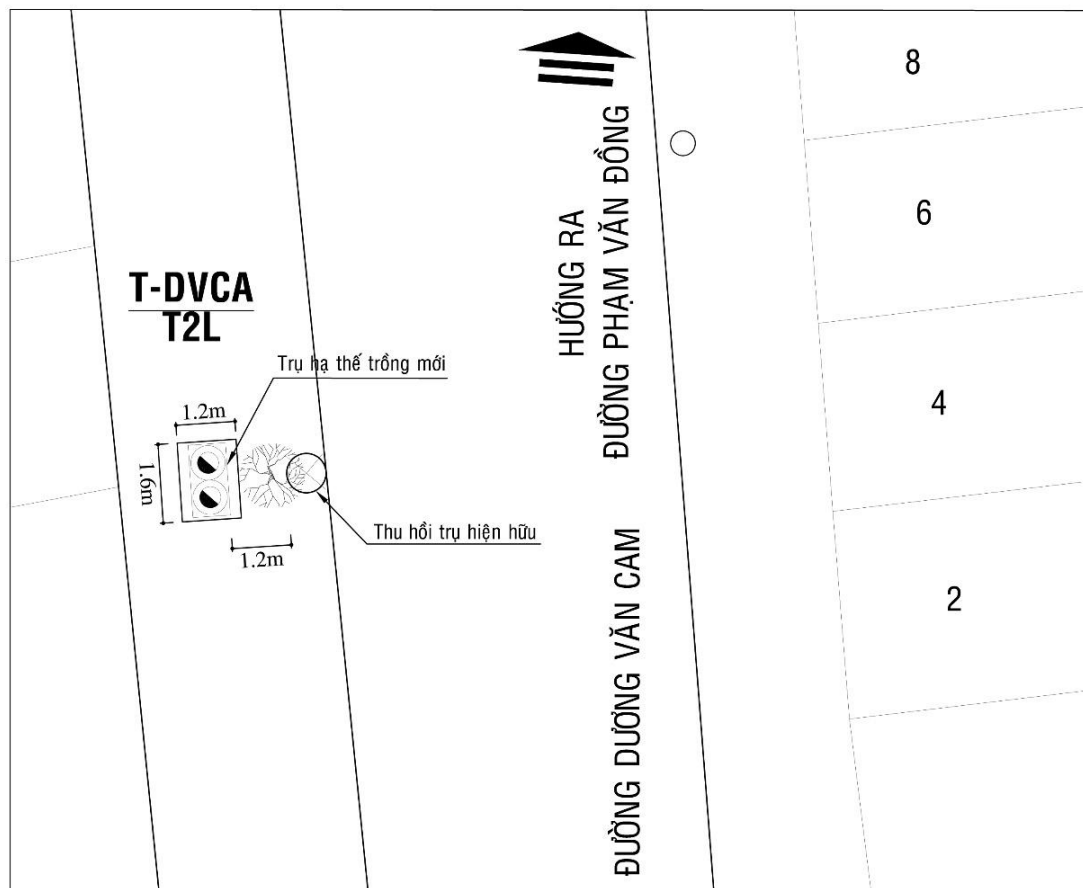 8
HƯỚNG RA
ĐƯỜNG PHẠM VĂN ĐỒNG
6
T-DVCA
T2L
Trụ hạ thế trồng mới
4
1.2m
1.6m
Thu hồi trụ hiện hữu
1.2m
ĐƯỜNG DƯƠNG VĂN CAM
2